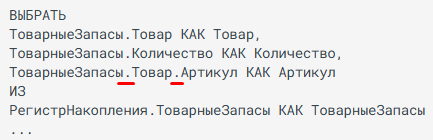 ВЫБРАТЬ
ТоварныеЗапасы.Товар КАК Товар,
ТоварныеЗапасы.Количество КАК Количество,
ТоварныеЗапасы.Товар.Артикул КАК Артикул
ИЗ
РегистрНакопления.ТоварныеЗапасы КАК ТоварныеЗапасы
...